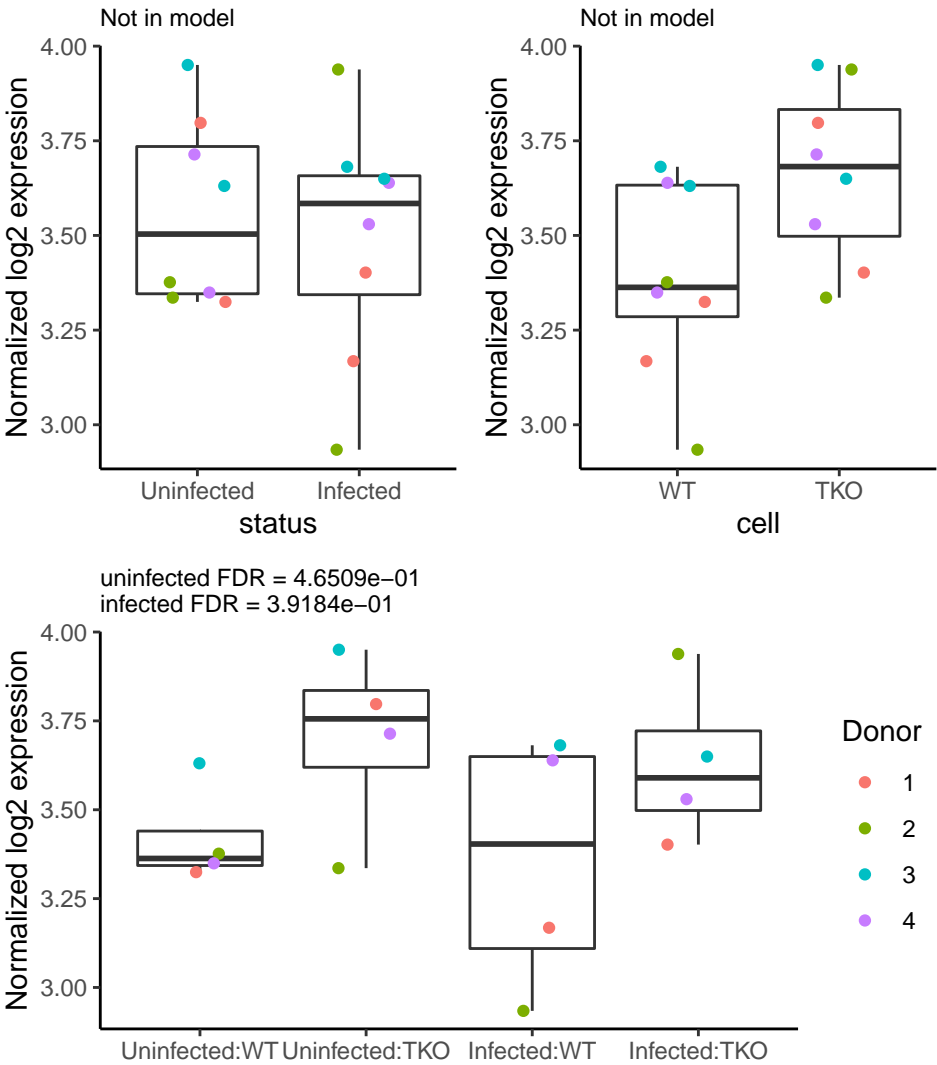 Not in model
Normalized log2 expression
4.00
3.75
3.50
3.25
3.00
Uninfected Infected
status
Not in model
Normalized log2 expression
4.00
3.75
3.50
3.25
3.00
WT TKO
cell
uninfected FDR = 4.6509e−01
infected FDR = 3.9184e−01
Normalized log2 expression
4.00
3.75
3.50
3.25
3.00
Uninfected:WT Uninfected:TKO Infected:WT Infected:TKO
Donor
1
2
3
4